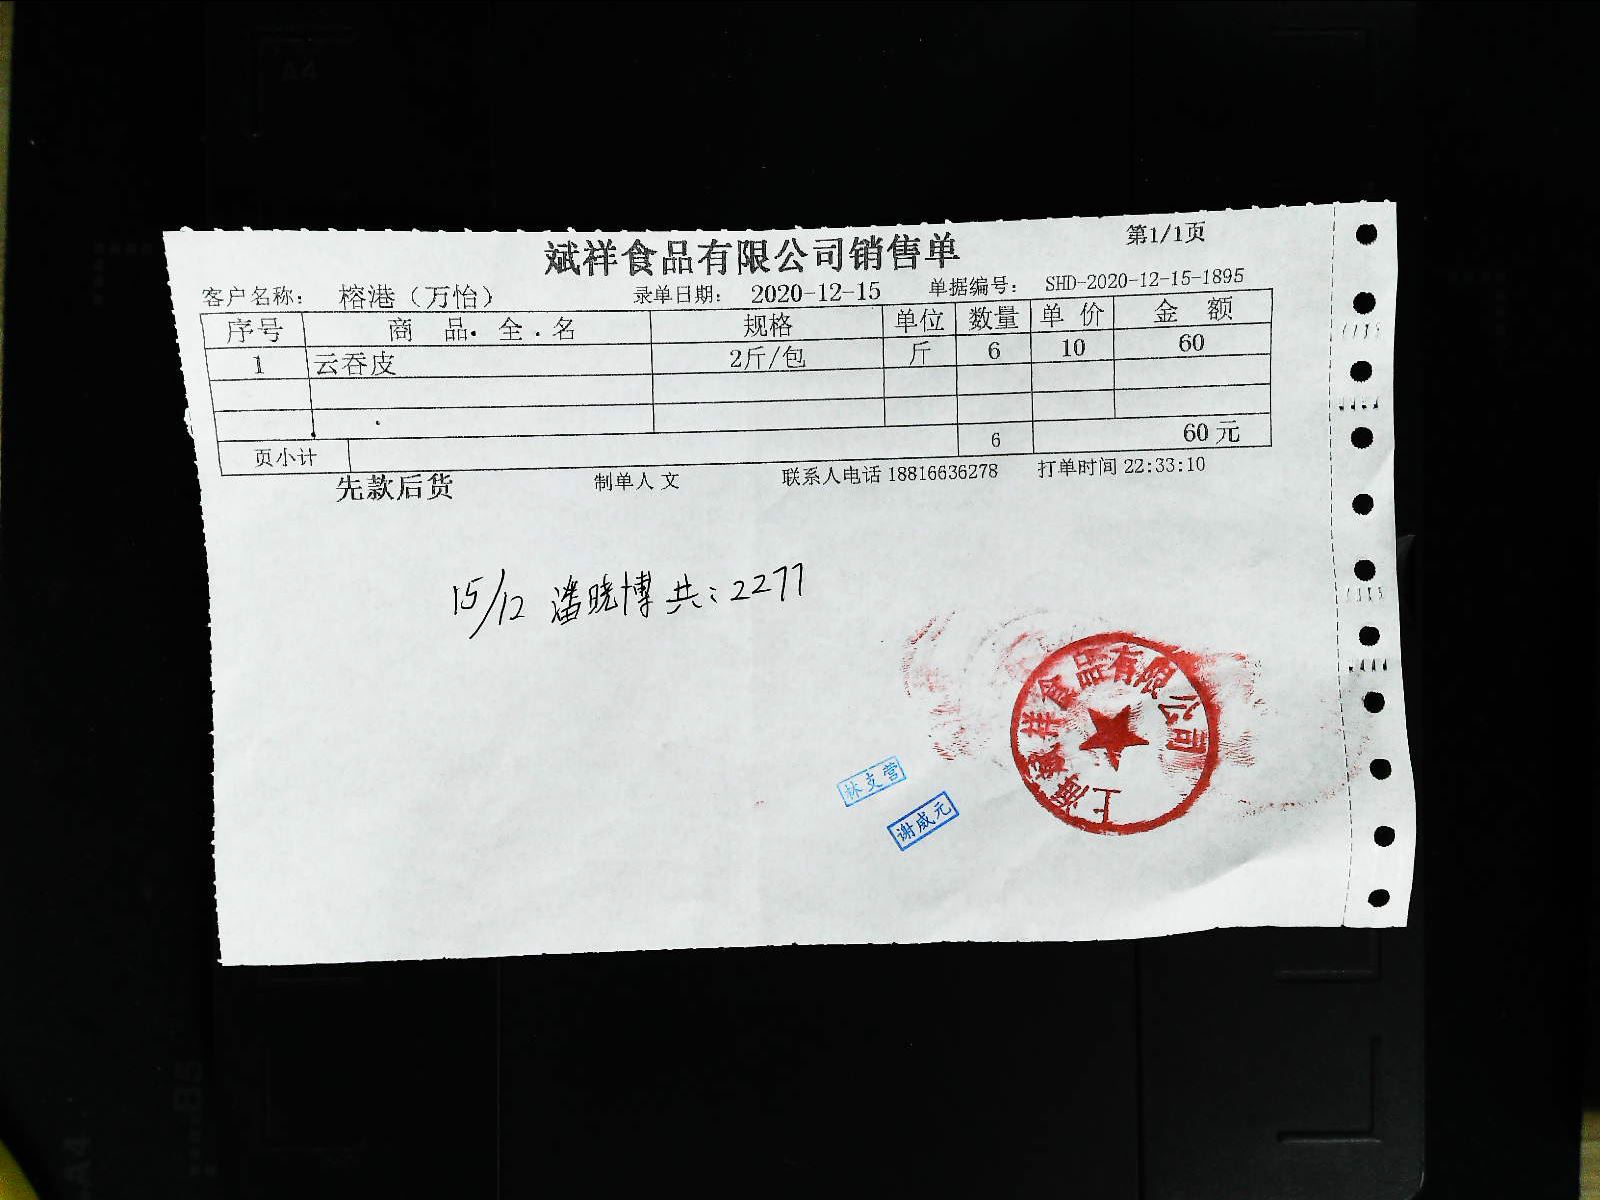 第1/1页
斌祥食品有限公司销售单
客户名称： 榕港（万怡） 录单日期： 2020-12-15 单据编号： SHD-2020-12-15-1895
序号 商 品. 全 . 名 规格 单位 数量 单 价 金 额
1 云吞皮 2斤/包 斤 6 10 60
页小计 6 60元
先款后货 制单人 文 联系人电话 18816636278 打单时间 22:33:10
15/12 潘晓博 共：2277
上海斌祥食品有限公司
林支营
谢威元